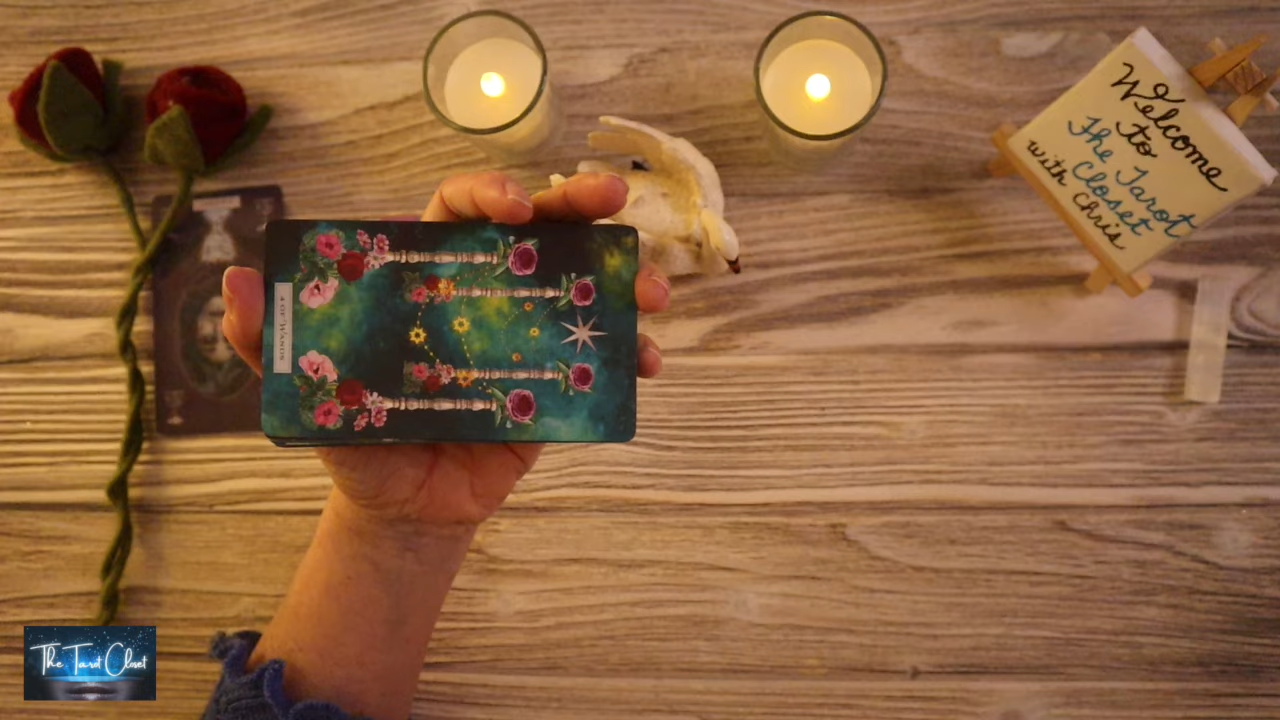 Welcome
to
The Tarot
Closet
with Chris
4 OF WANDS
The Tarot Closet